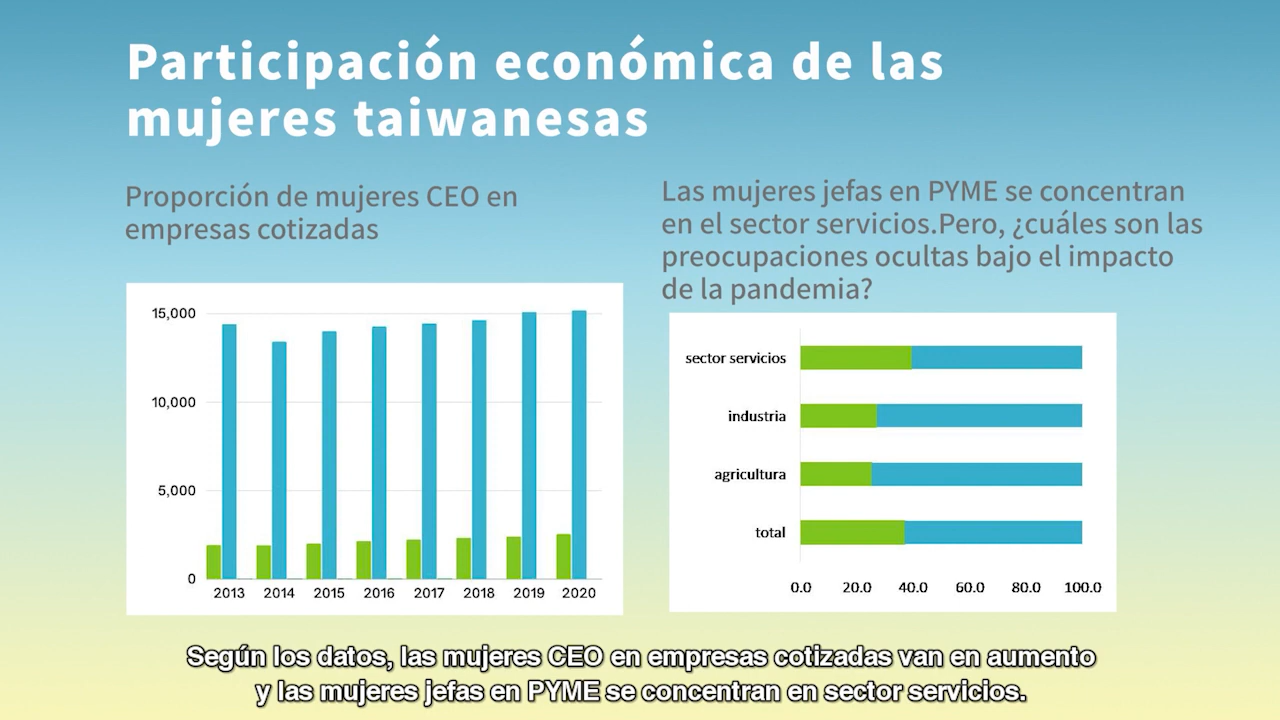 Participación económica de las
mujeres taiwanesas
Proporción de mujeres CEO en
empresas cotizadas
15,000
10,000
5,000
0
2013 2014 2015 2016 2017 2018 2019 2020
Las mujeres jefas en PYME se concentran
en el sector servicios.Pero, ¿cuáles son las
preocupaciones ocultas bajo el impacto
de la pandemia?
sector servicios
industria
agricultura
total
0.0 20.0 40.0 60.0 80.0 100.0
Según los datos, las mujeres CEO en empresas cotizadas van en aumento
y las mujeres jefas en PYME se concentran en sector servicios.